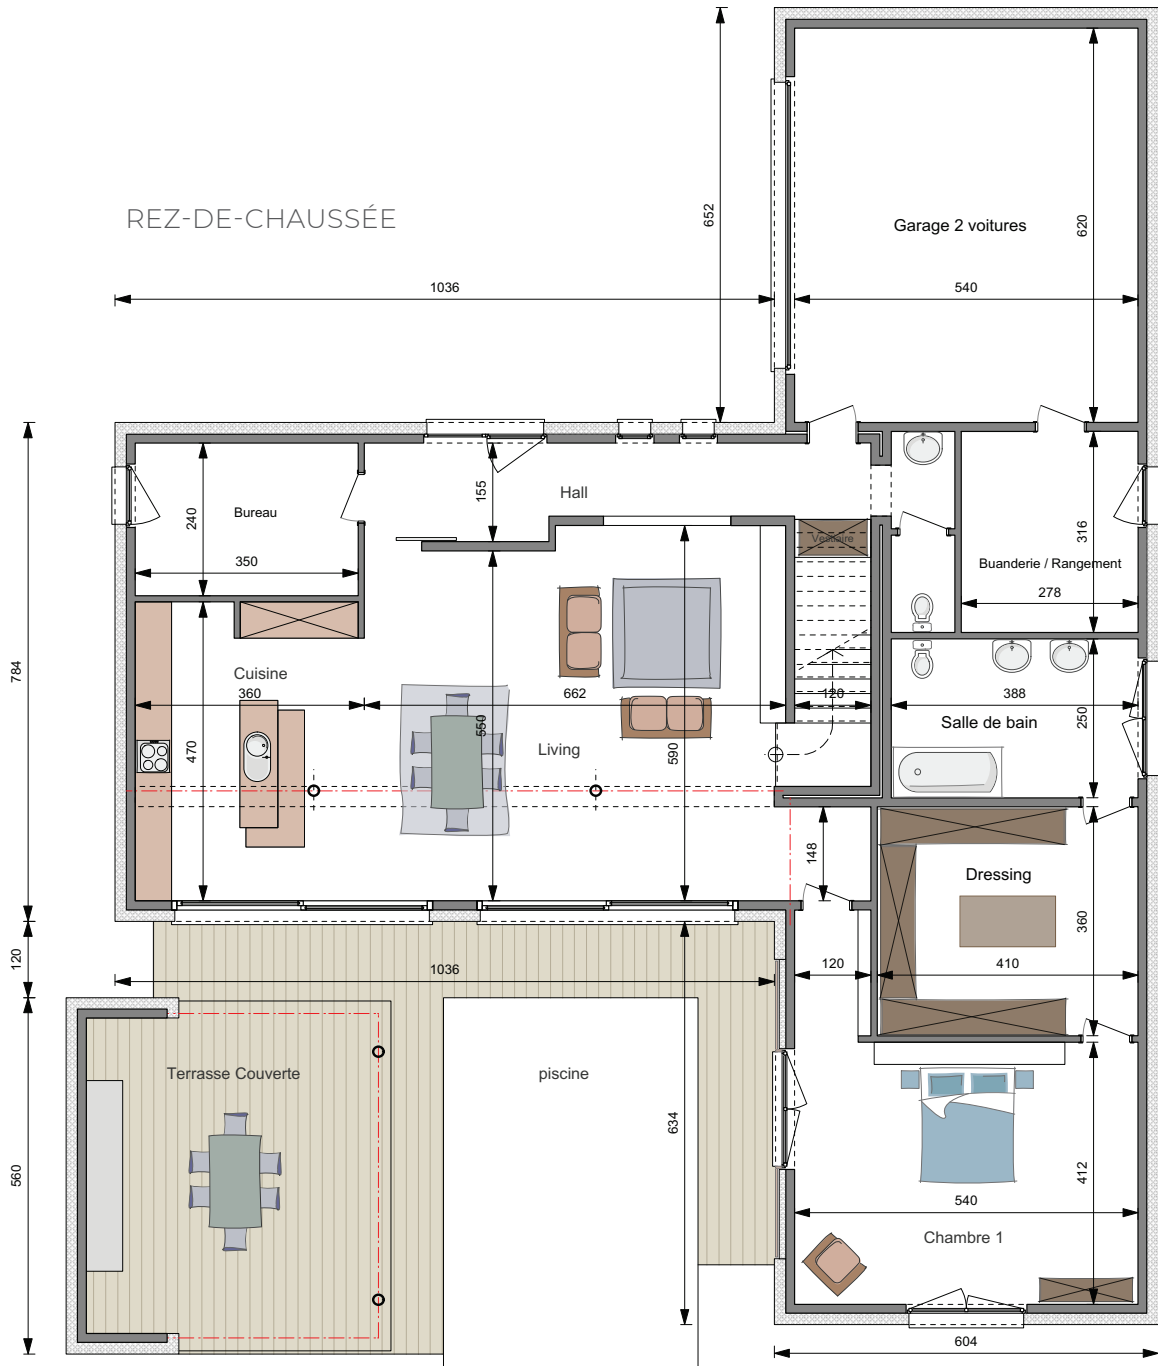 REZ-DE-CHAUSSÉE
652
Garage 2 voitures
620
1036
540
155
Hall
240
Bureau
350
Vestiaire
316
Buanderie / Rangement
278
784
Cuisine
360
662
120
388
Salle de bain
250
470
550
Living
590
148
Dressing
360
120
1036
120
410
Terrasse Couverte
piscine
634
560
412
540
Chambre 1
604